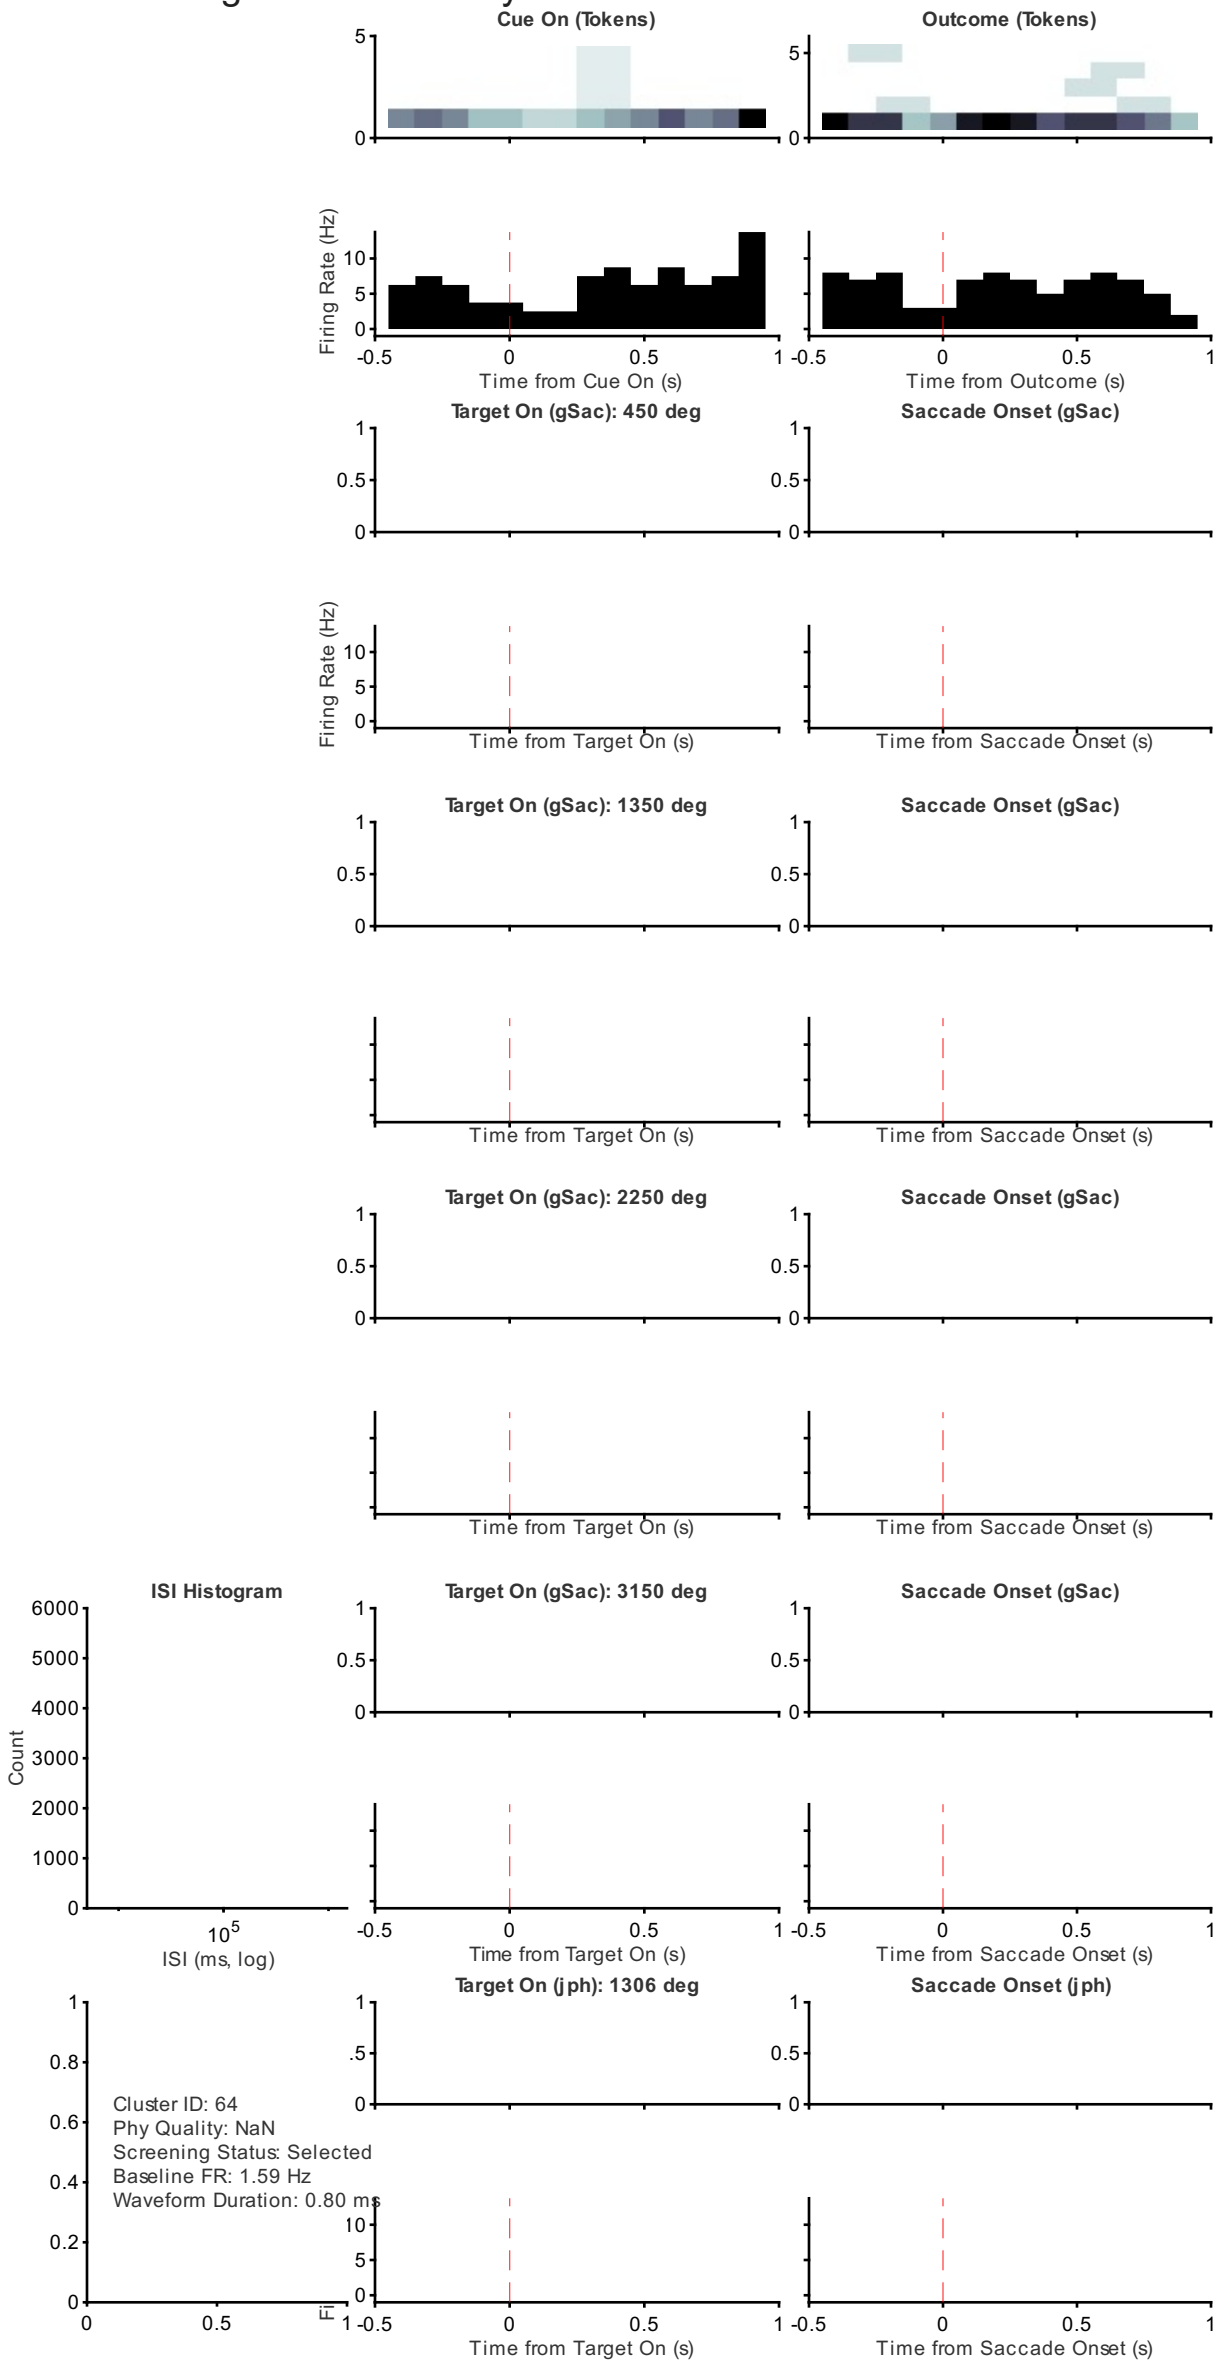 Cue On (Tokens)
Outcome (Tokens)
5
0
5
0
Firing Rate (Hz)
10
5
0
-0.5 0 0.5 1
-0.5 0 0.5 1
Time from Cue On (s)
Time from Outcome (s)
Target On (gSac): 450 deg
Saccade Onset (gSac)
1
0.5
0
1
0.5
0
Firing Rate (Hz)
10
5
0
Time from Target On (s)
Time from Saccade Onset (s)
Target On (gSac): 1350 deg
Saccade Onset (gSac)
1
0.5
0
1
0.5
0
Time from Target On (s)
Time from Saccade Onset (s)
Target On (gSac): 2250 deg
Saccade Onset (gSac)
1
0.5
0
1
0.5
0
Time from Target On (s)
Time from Saccade Onset (s)
ISI Histogram
6000
5000
4000
3000
2000
1000
0
Count
10^5
ISI (ms, log)
Target On (gSac): 3150 deg
Saccade Onset (gSac)
1
0.5
0
1
0.5
0
-0.5 0 0.5 1
-0.5 0 0.5 1
Time from Target On (s)
Time from Saccade Onset (s)
Target On (jph): 1306 deg
Saccade Onset (jph)
1
0.8
0.6
0.4
0.2
0
0 0.5 1
Cluster ID: 64
Phy Quality: NaN
Screening Status: Selected
Baseline FR: 1.59 Hz
Waveform Duration: 0.80 ms
1
.5
0
1
0.5
0
Fi
10
5
0
-0.5 0 0.5 1
-0.5 0 0.5 1
Time from Target On (s)
Time from Saccade Onset (s)